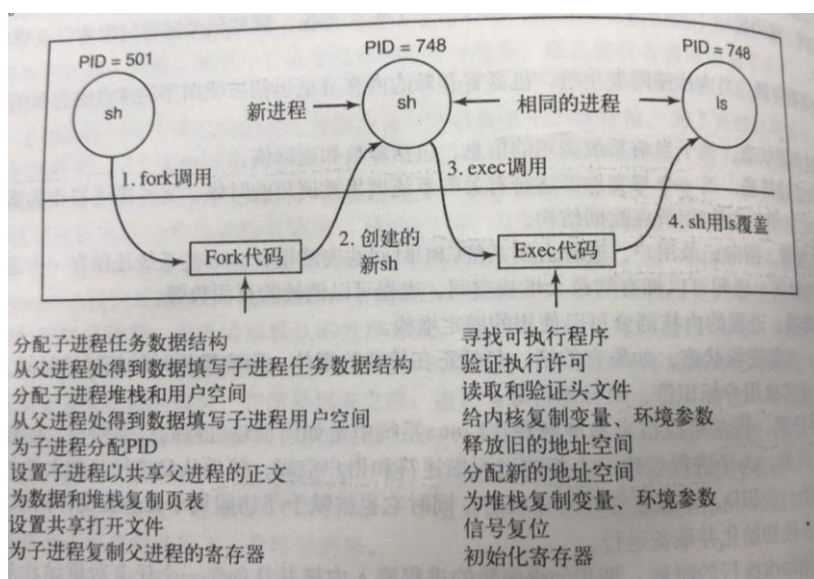 PID = 501
PID = 748
PID = 748
sh
新进程
sh
相同的进程
ls
1. fork调用
3. exec调用
2. 创建的
新sh
4. sh用ls覆盖
Fork代码
Exec代码
分配子进程任务数据结构
从父进程处得到数据填写子进程任务数据结构
分配子进程堆栈和用户空间
从父进程处得到数据填写子进程用户空间
为子进程分配PID
设置子进程以共享父进程的正文
为数据和堆栈复制页表
设置共享打开文件
为子进程复制父进程的寄存器
寻找可执行程序
验证执行许可
读取和验证头文件
给内核复制变量、环境参数
释放旧的地址空间
分配新的地址空间
为堆栈复制变量、环境参数
信号复位
初始化寄存器